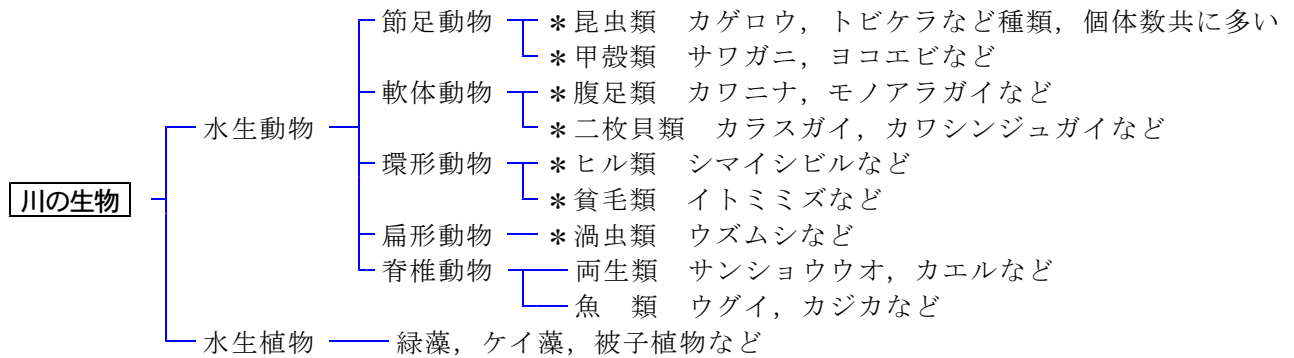 節足動物 ＊昆虫類　カゲロウ，トビケラなど種類，個体数共に多い
＊甲殻類　サワガニ，ヨコエビなど
軟体動物 ＊腹足類　カワニナ，モノアラガイなど
水生動物
＊二枚貝類　カラスガイ，カワシンジュガイなど
環形動物 ＊ヒル類　シマイシビルなど
川の生物
＊貧毛類　イトミミズなど
扁形動物 ＊渦虫類　ウズムシなど
脊椎動物 両生類　サンショウウオ，カエルなど
魚　類　ウグイ，カジカなど
水生植物 緑藻，ケイ藻，被子植物など